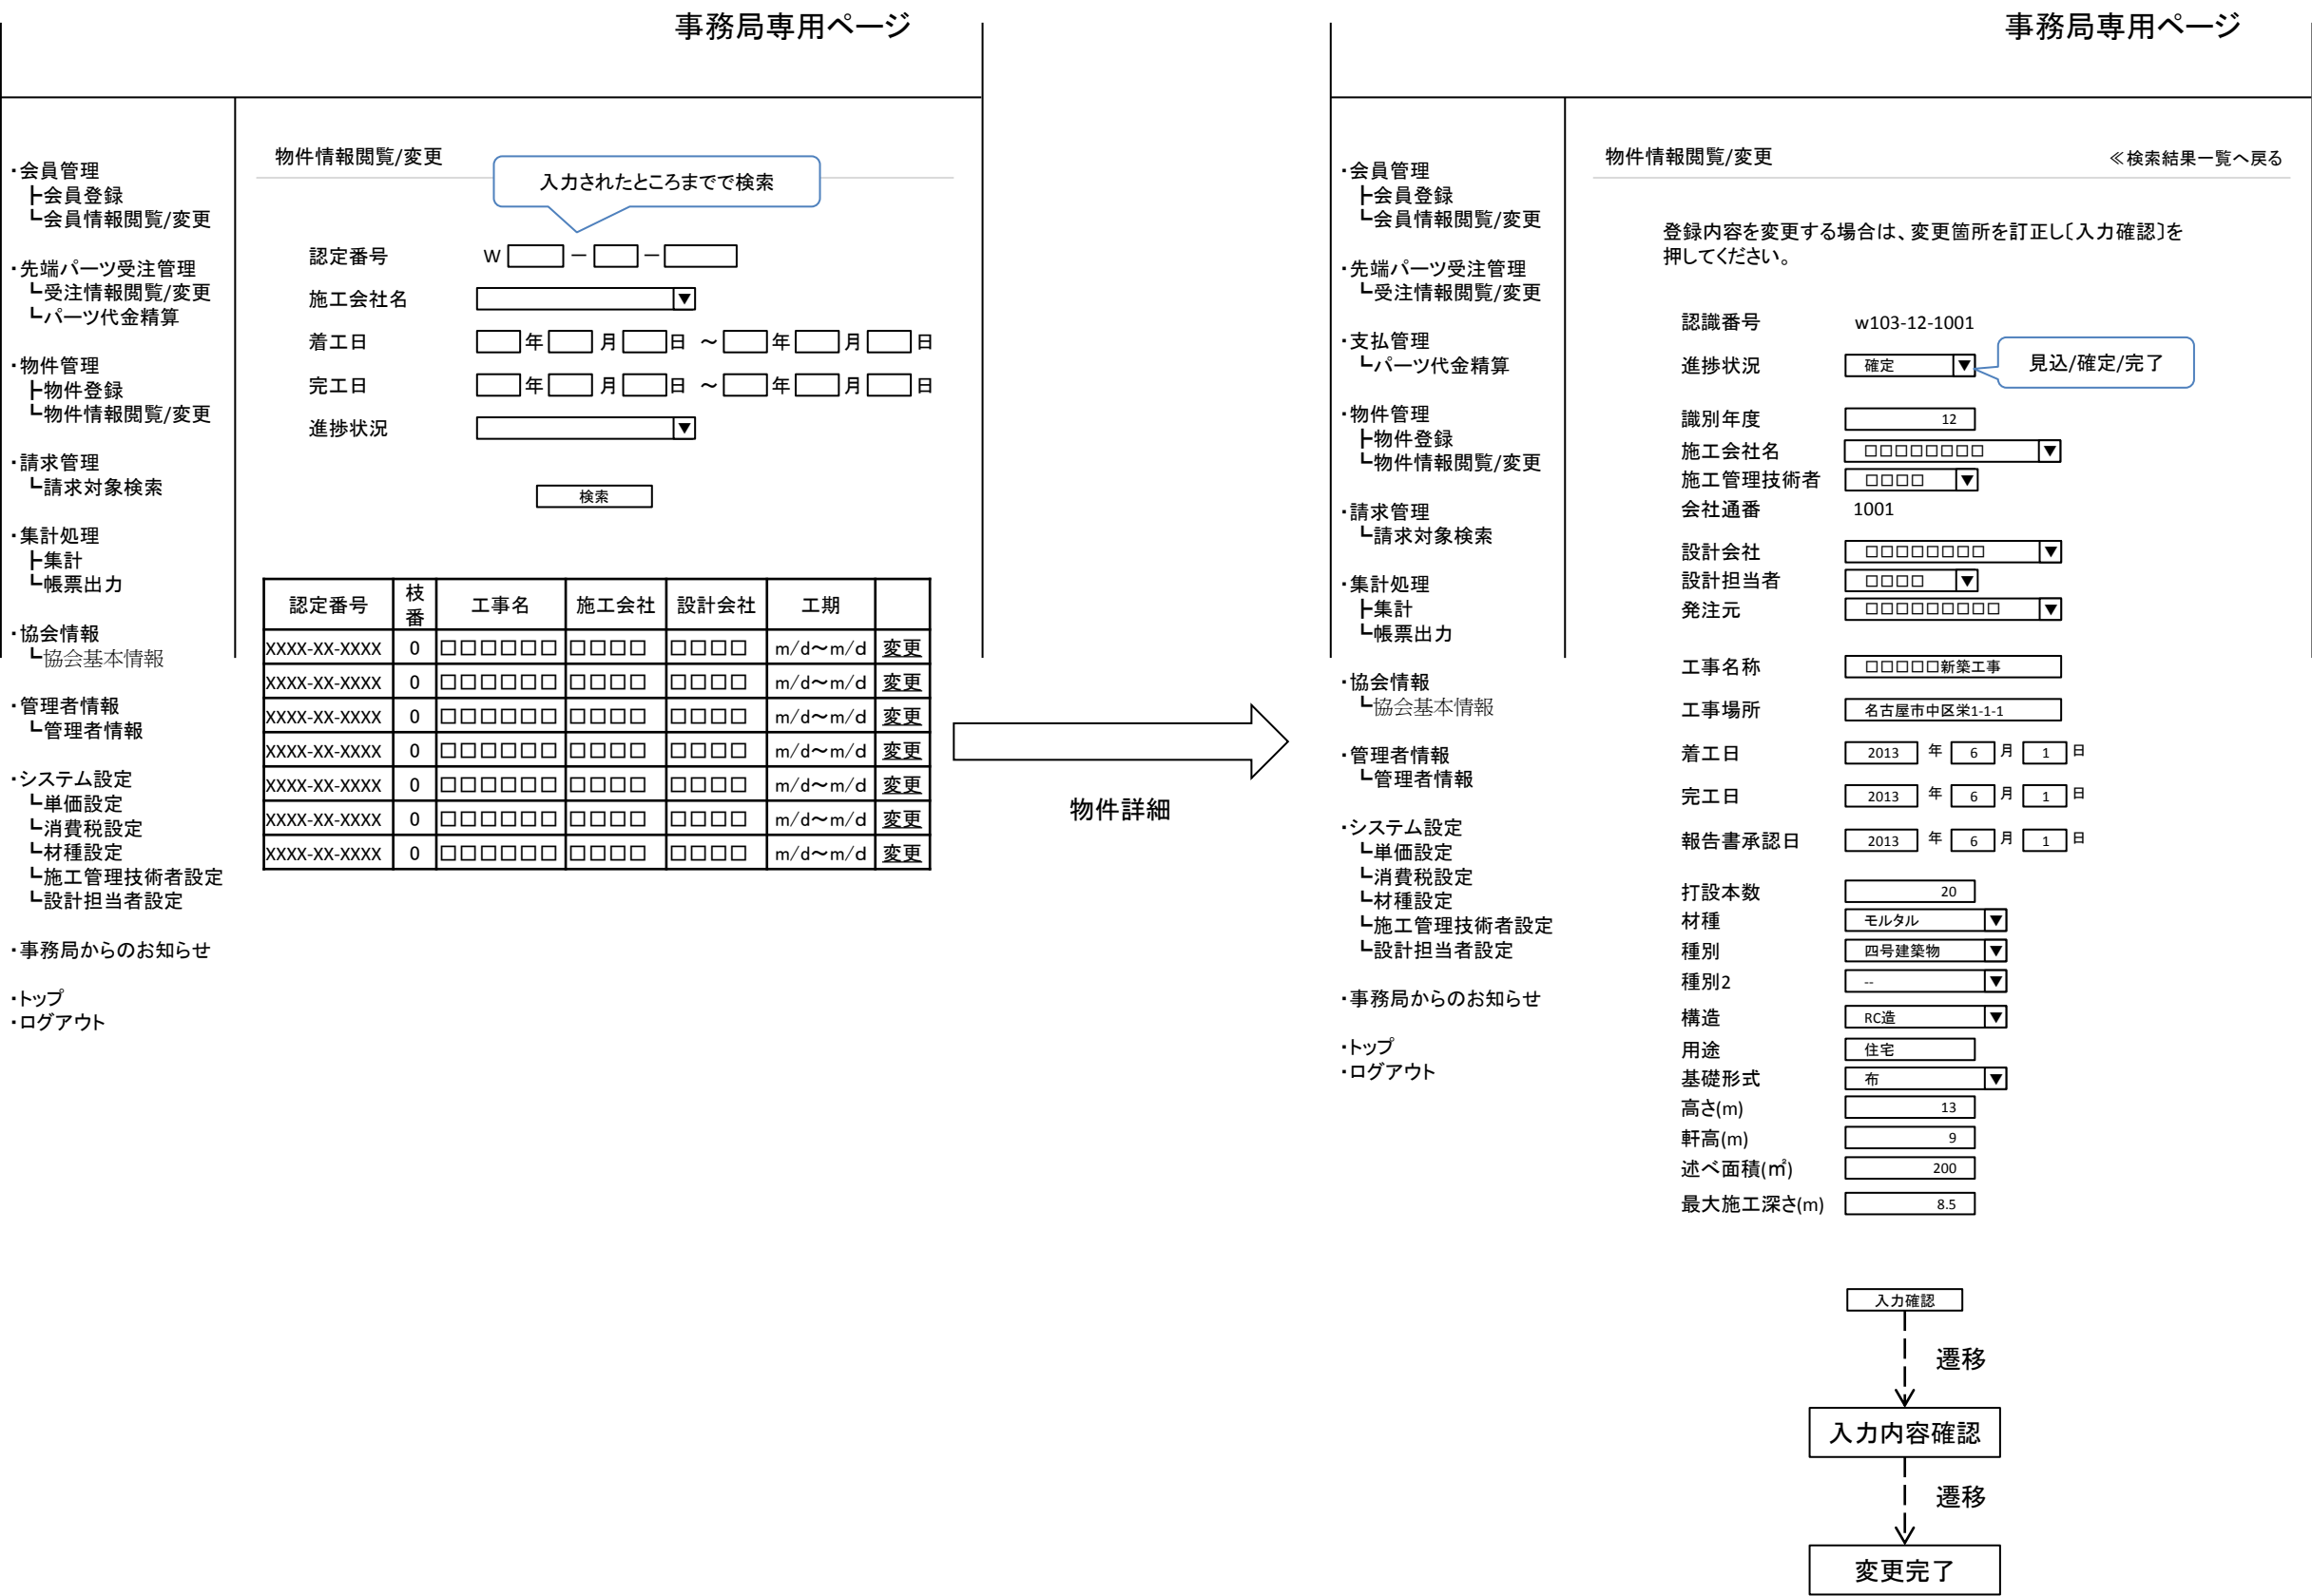 事務局専用ページ
・会員管理
┣会員登録
┗会員情報閲覧/変更
・先端パーツ受注管理
┗受注情報閲覧/変更
┗パーツ代金精算
・物件管理
┣物件登録
┗物件情報閲覧/変更
・請求管理
┗請求対象検索
・集計処理
┣集計
┗帳票出力
・協会情報
┗協会基本情報
・管理者情報
┗管理者情報
・システム設定
┗単価設定
┗消費税設定
┗材種設定
┗施工管理技術者設定
┗設計担当者設定
・事務局からのお知らせ
・トップ
・ログアウト
物件情報閲覧/変更
入力されたところまでで検索
認定番号 W － －
施工会社名 ▼
着工日 年 月 日 ～ 年 月 日
完工日 年 月 日 ～ 年 月 日
進捗状況 ▼
検索
認定番号 枝番 工事名 施工会社 設計会社 工期
XXXX-XX-XXXX 0 □□□□□□ □□□□ □□□□ m/d～m/d 変更
XXXX-XX-XXXX 0 □□□□□□ □□□□ □□□□ m/d～m/d 変更
XXXX-XX-XXXX 0 □□□□□□ □□□□ □□□□ m/d～m/d 変更
XXXX-XX-XXXX 0 □□□□□□ □□□□ □□□□ m/d～m/d 変更
XXXX-XX-XXXX 0 □□□□□□ □□□□ □□□□ m/d～m/d 変更
XXXX-XX-XXXX 0 □□□□□□ □□□□ □□□□ m/d～m/d 変更
XXXX-XX-XXXX 0 □□□□□□ □□□□ □□□□ m/d～m/d 変更
物件詳細
事務局専用ページ
・会員管理
┣会員登録
┗会員情報閲覧/変更
・先端パーツ受注管理
┗受注情報閲覧/変更
・支払管理
┗パーツ代金精算
・物件管理
┣物件登録
┗物件情報閲覧/変更
・請求管理
┗請求対象検索
・集計処理
┣集計
┗帳票出力
・協会情報
┗協会基本情報
・管理者情報
┗管理者情報
・システム設定
┗単価設定
┗消費税設定
┗材種設定
┗施工管理技術者設定
┗設計担当者設定
・事務局からのお知らせ
・トップ
・ログアウト
物件情報閲覧/変更 ≪検索結果一覧へ戻る
登録内容を変更する場合は、変更箇所を訂正し〔入力確認〕を
押してください。
認識番号 w103-12-1001
進捗状況 確定 ▼ 見込/確定/完了
識別年度 12
施工会社名 □□□□□□□□ ▼
施工管理技術者 □□□□ ▼
会社通番 1001
設計会社 □□□□□□□□ ▼
設計担当者 □□□□ ▼
発注元 □□□□□□□□□ ▼
工事名称 □□□□□新築工事
工事場所 名古屋市中区栄1-1-1
着工日 2013 年 6 月 1 日
完工日 2013 年 6 月 1 日
報告書承認日 2013 年 6 月 1 日
打設本数 20
材種 モルタル ▼
種別 四号建築物 ▼
種別2 -- ▼
構造 RC造 ▼
用途 住宅
基礎形式 布 ▼
高さ(m) 13
軒高(m) 9
述べ面積(㎡) 200
最大施工深さ(m) 8.5
入力確認
遷移
入力内容確認
遷移
変更完了